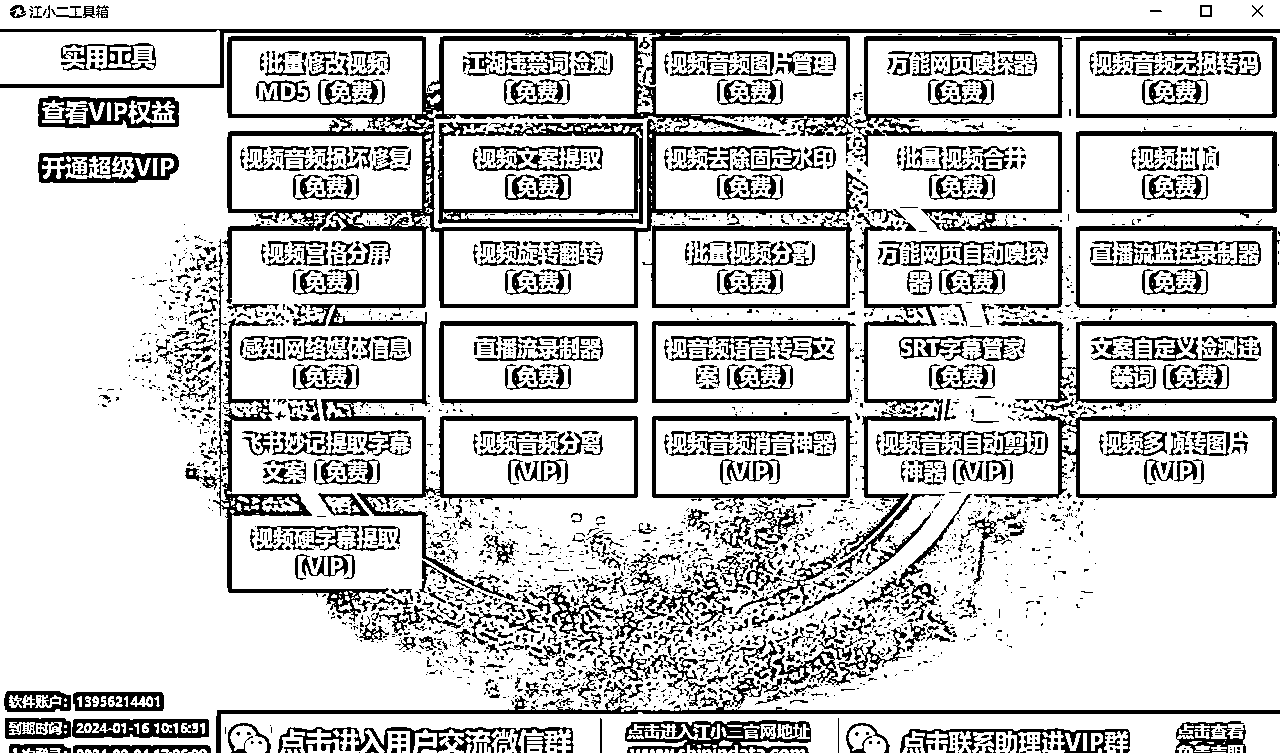 江小二工具箱
实用工具
查看VIP权益
开通超级VIP
批量修改视频
MD5【免费】
江湖违禁词检测
【免费】
视频音频图片管理
【免费】
万能网页嗅探器
【免费】
视频音频无损转码
【免费】
视频音频损坏修复
【免费】
视频文案提取
【免费】
视频去除固定水印
【免费】
批量视频合并
【免费】
视频抽帧
【免费】
视频宫格分屏
【免费】
视频旋转翻转
【免费】
批量视频分割
【免费】
万能网页自动嗅探
器【免费】
直播流监控录制器
【免费】
感知网络媒体信息
【免费】
直播流录制器
【免费】
视音频语音转写文
案【免费】
SRT字幕管家
【免费】
文案自定义检测违
禁词【免费】
飞书妙记提取字幕
文案【免费】
视频音频分离
【VIP】
视频音频消音神器
【VIP】
视频音频自动剪切
神器【VIP】
视频多帧转图片
【VIP】
视频硬字幕提取
【VIP】
软件账户：13956214401
到期时间：2024-01-16 10:16:31
点击进入用户交流微信群
点击进入江小二官网地址
点击联系助理进VIP群
点击查看